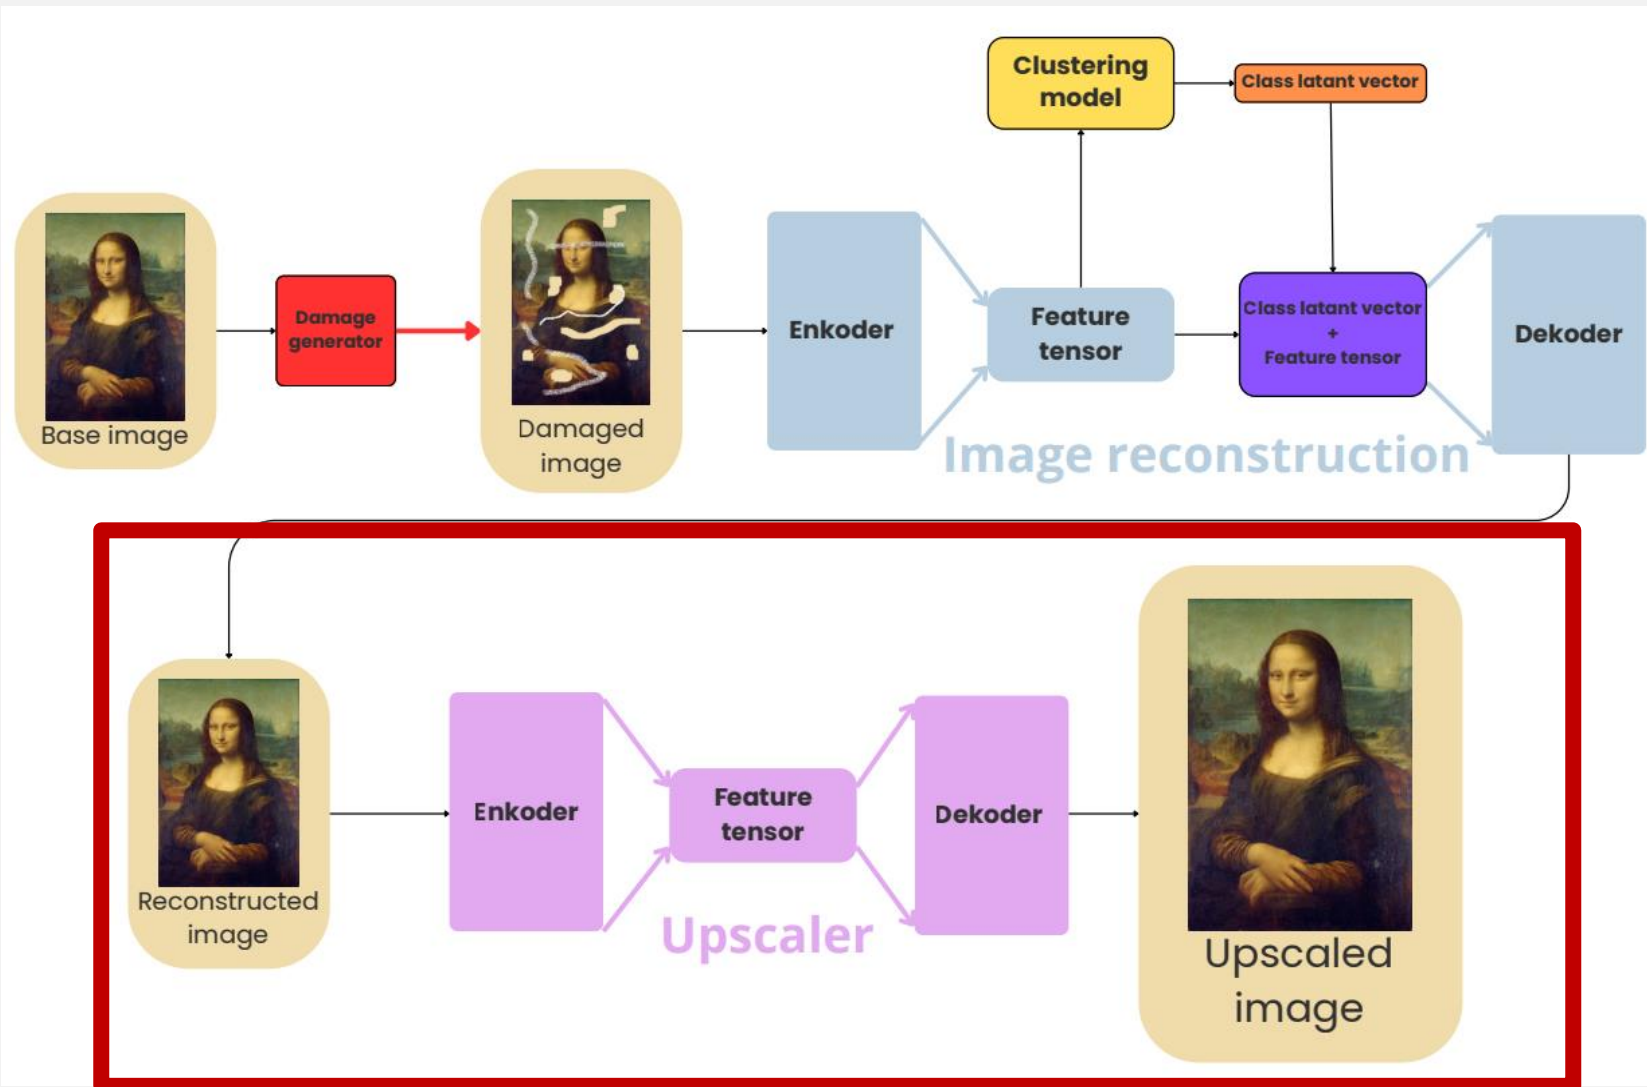 Clustering
model
Class latant vector
Base image
Damage
generator
Damaged
image
Enkoder
Feature
tensor
Class latant vector
+
Feature tensor
Dekoder
Image reconstruction
Reconstructed
image
Enkoder
Feature
tensor
Dekoder
Upscaler
Upscaled
image